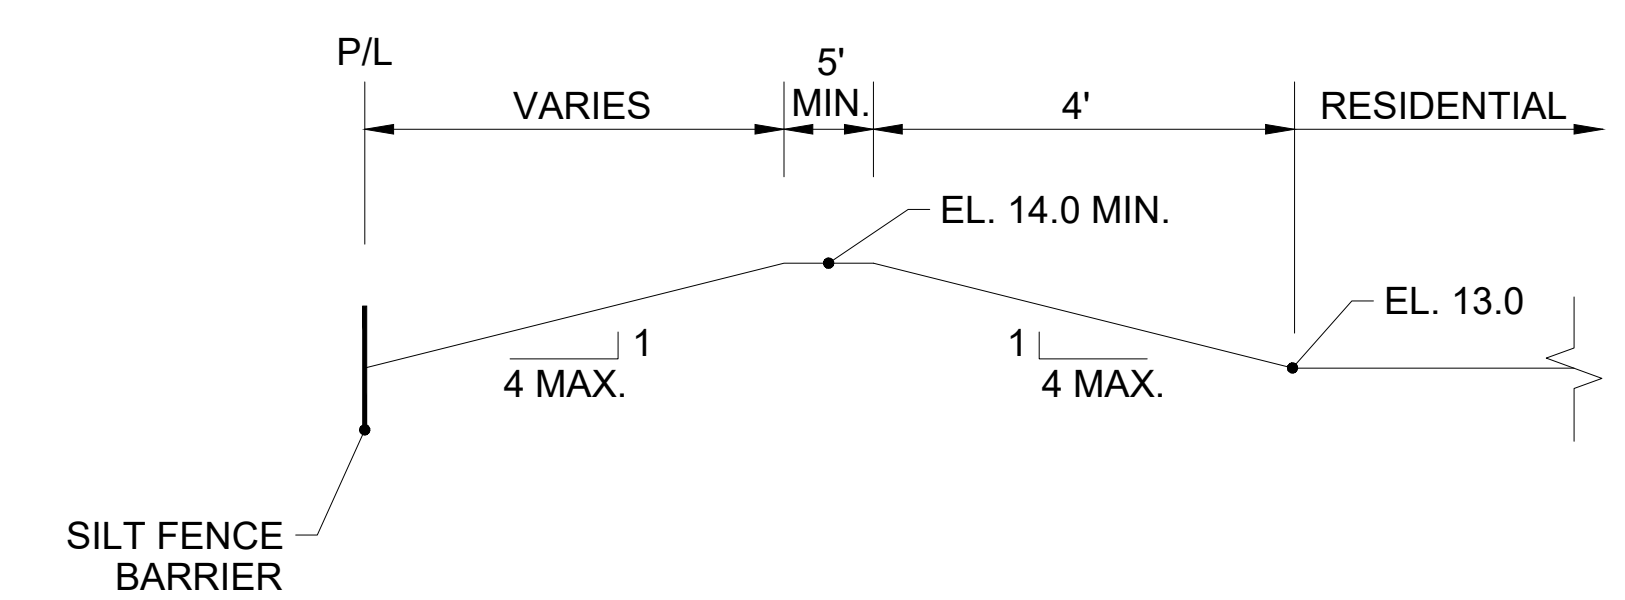 P/L
VARIES
5'
MIN.
4'
RESIDENTIAL
EL. 14.0 MIN.
EL. 13.0
1
4 MAX.
1
4 MAX.
SILT FENCE
BARRIER